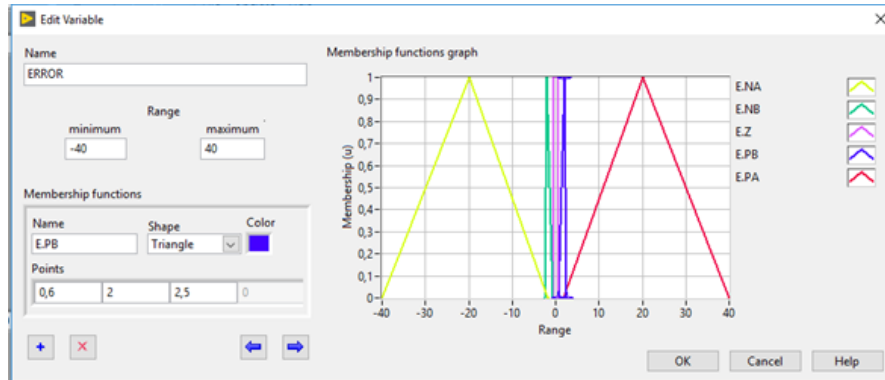 Edit Variable
Name
ERROR
Range
minimum
maximum
-40
40
Membership functions
Name
Shape
Color
E.PB
Triangle
Points
0,6
2
2,5
0
Membership functions graph
Membership (u)
1
0,9
0,8
0,7
0,6
0,5
0,4
0,3
0,2
0,1
0
-40
-30
-20
-10
0
10
20
30
40
Range
E.NA
E.NB
E.Z
E.PB
E.PA
OK
Cancel
Help